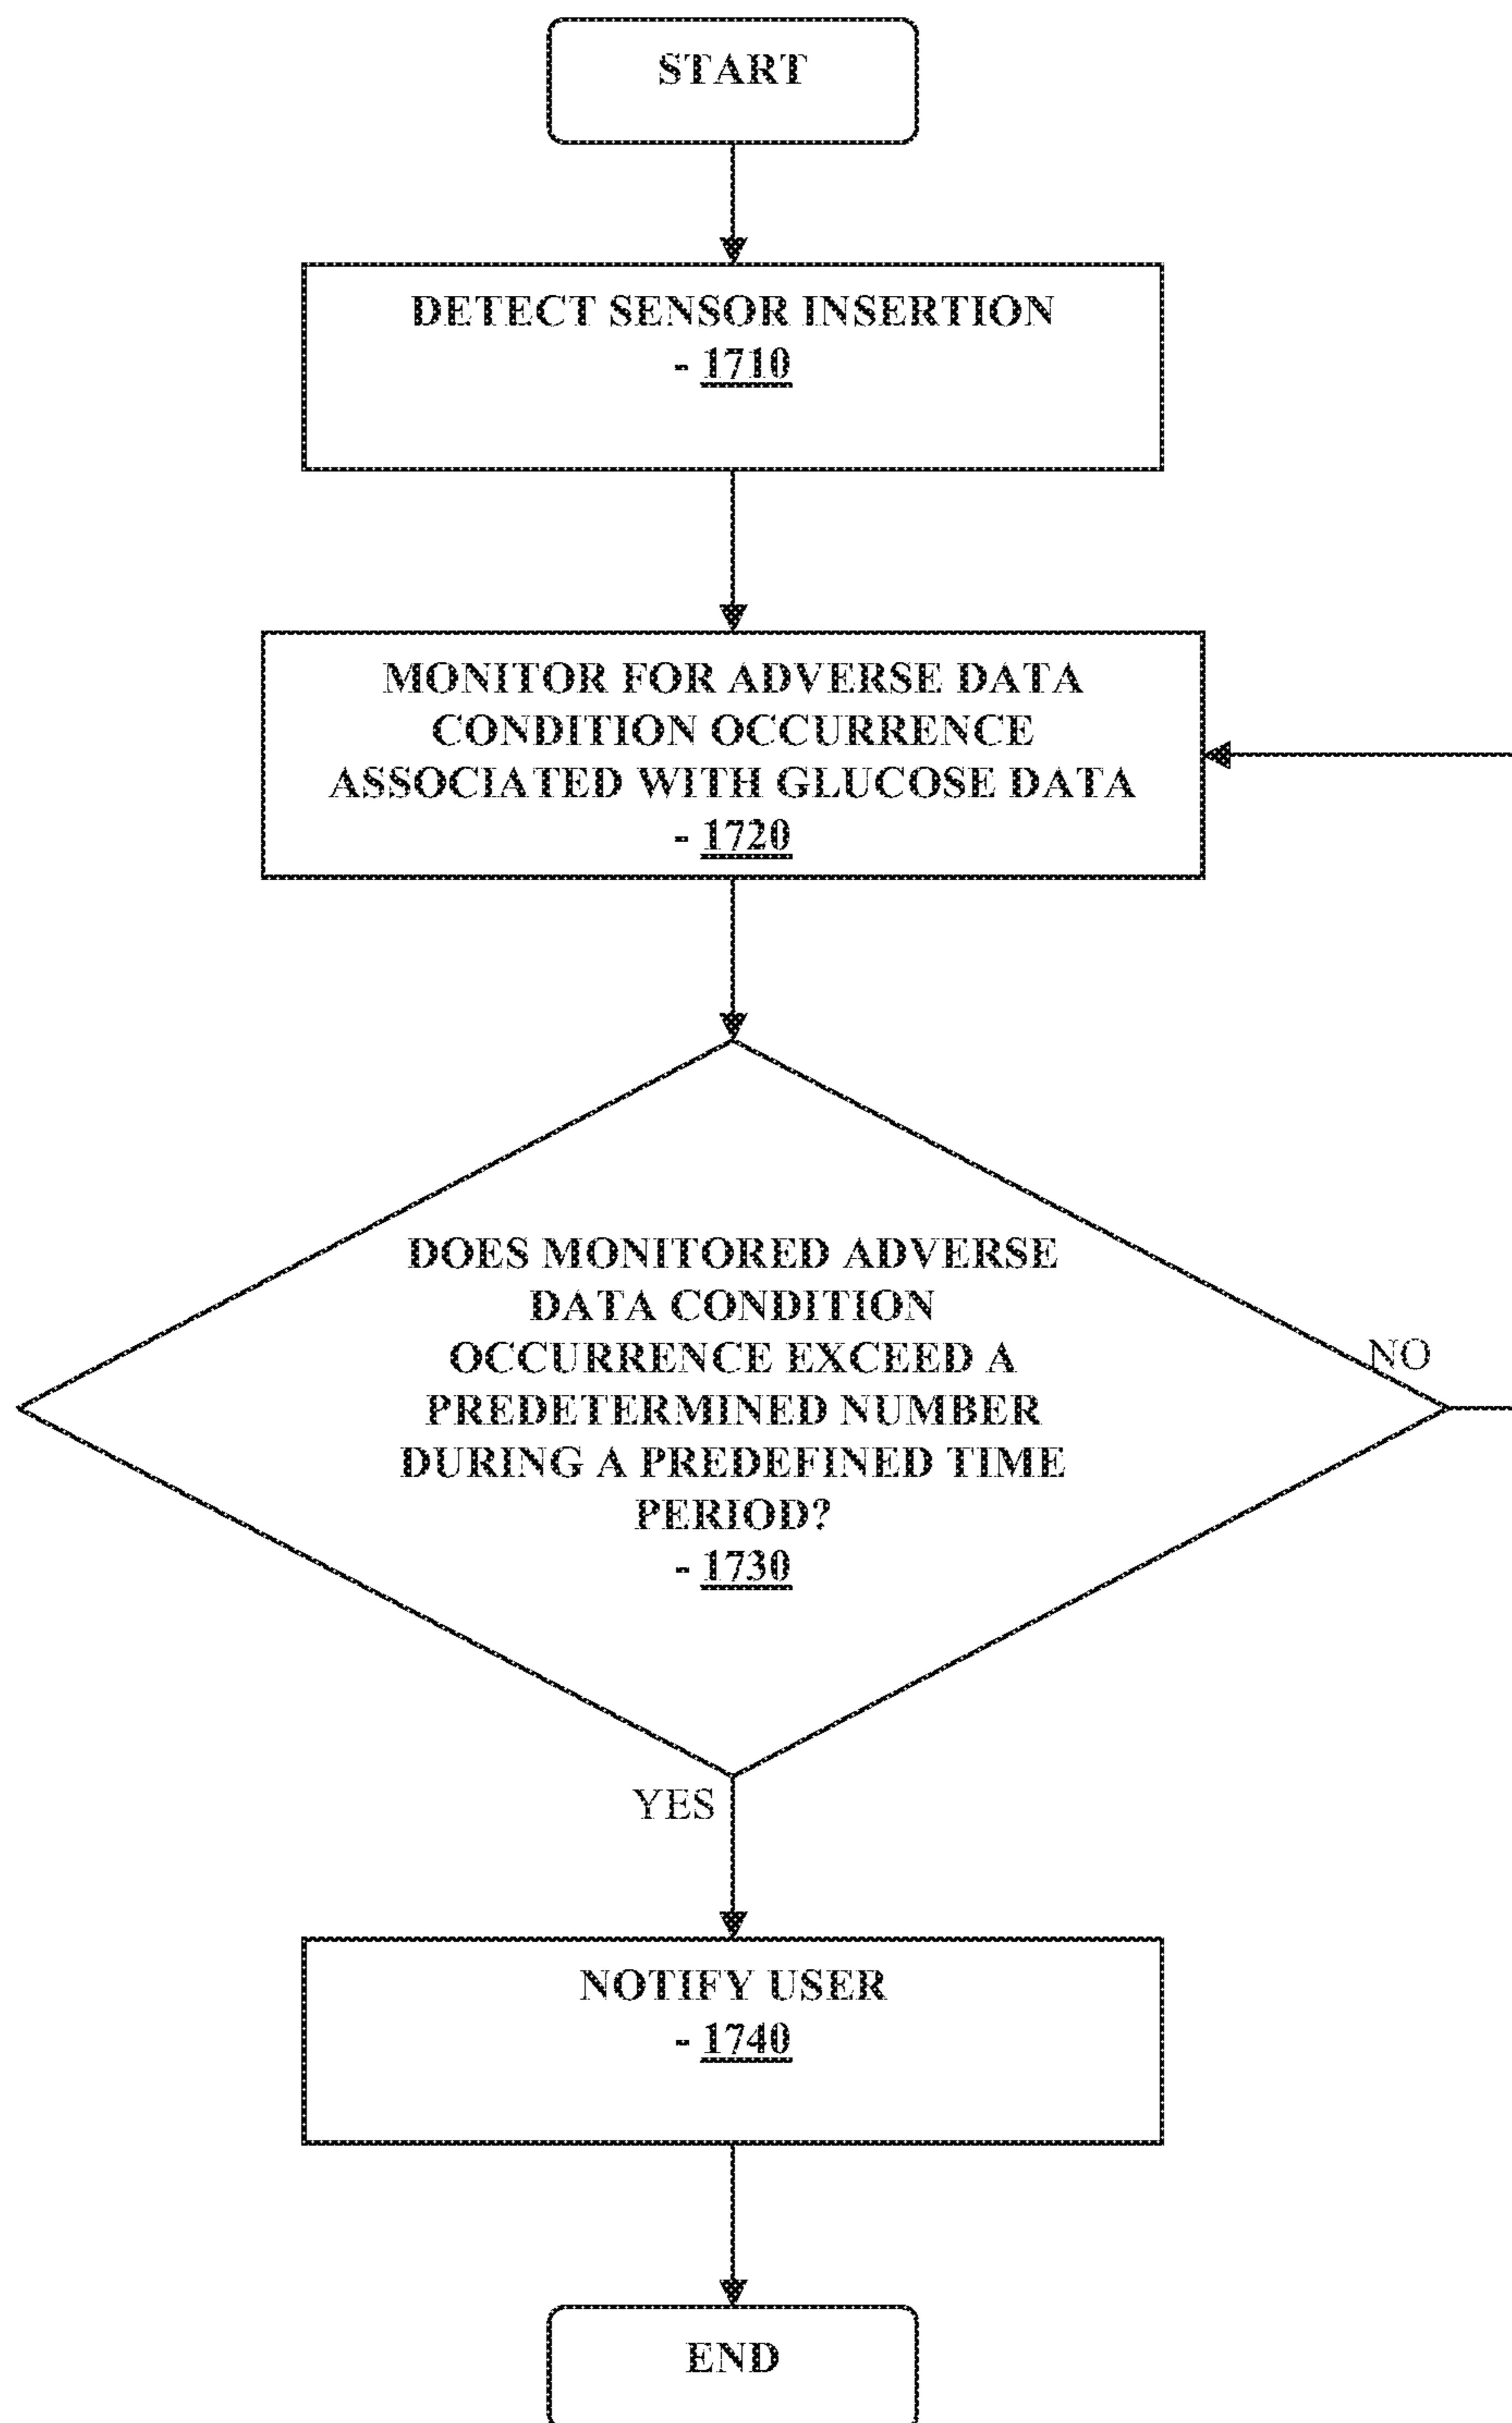 START
DETECT SENSOR INSERTION
- 1710
MONITOR FOR ADVERSE DATA
CONDITION OCCURRENCE
ASSOCIATED WITH GLUCOSE DATA
- 1720
DOES MONITORED ADVERSE
DATA CONDITION
OCCURRENCE EXCEED A
PREDETERMINED NUMBER
DURING A PREDEFINED TIME
PERIOD?
- 1730
NO
YES
NOTIFY USER
- 1740
END